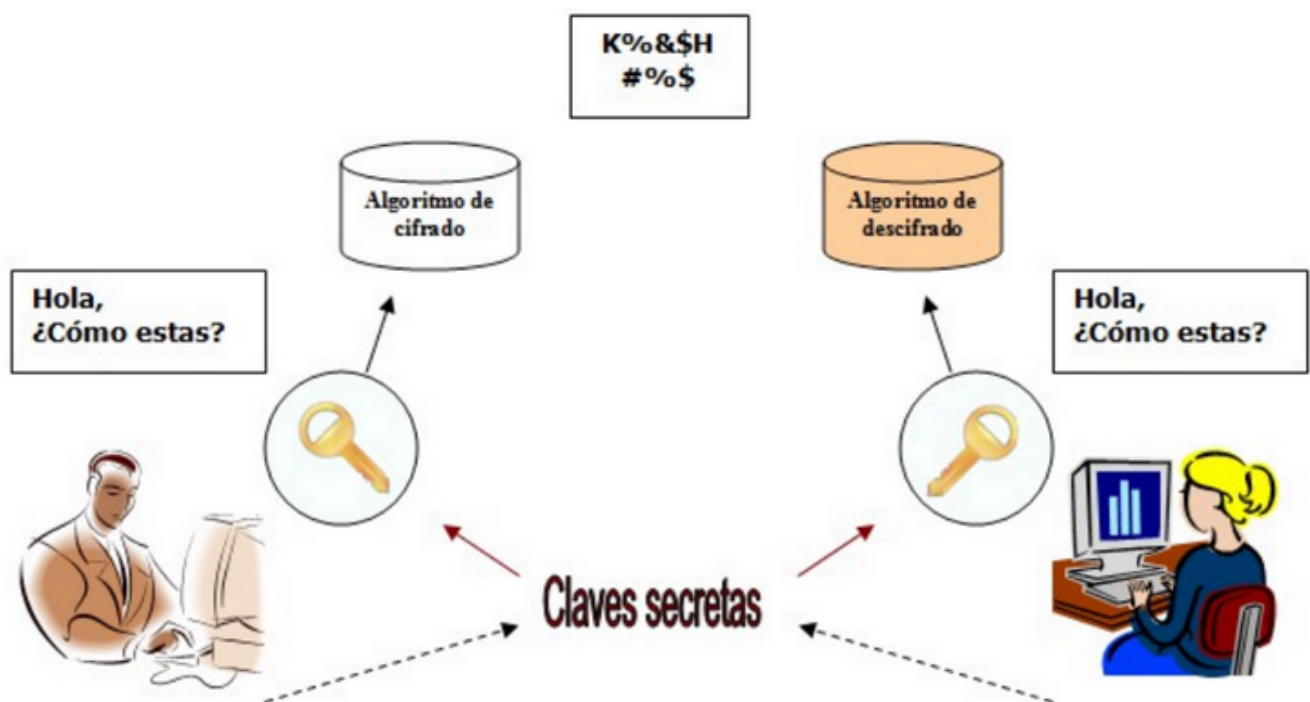 K%&$H
#%$
Algoritmo de
cifrado
Algoritmo de
descifrado
Hola,
¿Cómo estas?
Hola,
¿Cómo estas?
Claves secretas